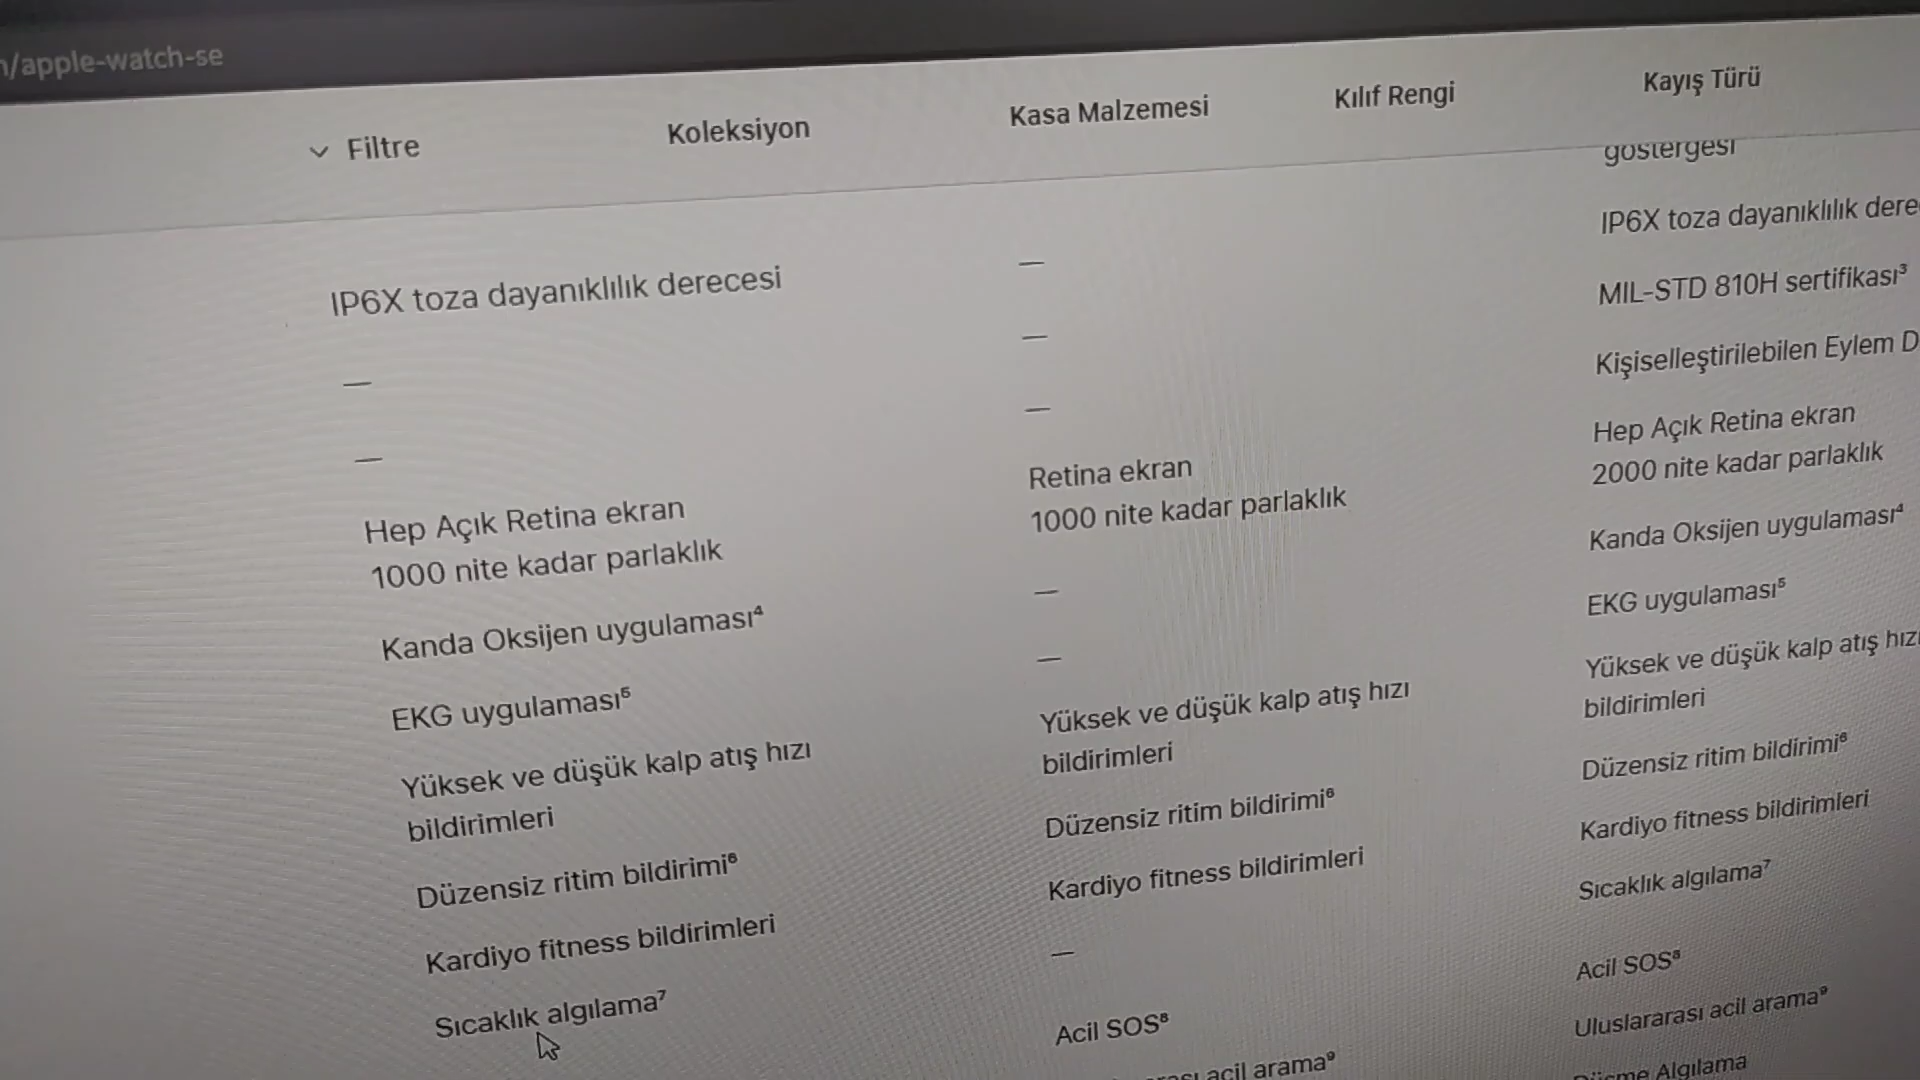 /apple-watch-se
Filtre
Koleksiyon
Kasa Malzemesi
Kılıf Rengi
Kayış Türü
IP6X toza dayanıklılık derecesi
—
—
Hep Açık Retina ekran
1000 nite kadar parlaklık
Kanda Oksijen uygulaması⁴
EKG uygulaması⁵
Yüksek ve düşük kalp atış hızı
bildirimleri
Düzensiz ritim bildirimi⁶
Kardiyo fitness bildirimleri
Sıcaklık algılama⁷
—
—
—
Retina ekran
1000 nite kadar parlaklık
—
—
Yüksek ve düşük kalp atış hızı
bildirimleri
Düzensiz ritim bildirimi⁶
Kardiyo fitness bildirimleri
—
Acil SOS⁸
acil arama⁹
göstergesi
IP6X toza dayanıklılık
MIL-STD 810H sertifikası³
Kişiselleştirilebilen Eylem
Hep Açık Retina ekran
2000 nite kadar parlaklık
Kanda Oksijen uygulaması⁴
EKG uygulaması⁵
Yüksek ve düşük kalp atış hızı
bildirimleri
Düzensiz ritim bildirimi⁶
Kardiyo fitness bildirimleri
Sıcaklık algılama⁷
Acil SOS⁸
Uluslararası acil arama⁹
Düşme Algılama